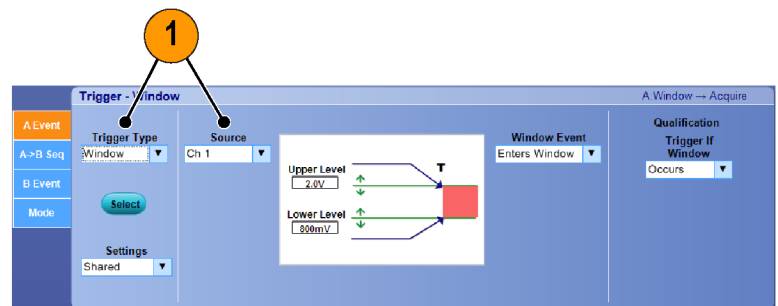 1
Trigger - Window
A:Window → Acquire
A Event
A->B Seq
B Event
Mode
Trigger Type
Window
Select
Settings
Shared
Source
Ch 1
Upper Level
2.0V
Lower Level
800mV
T
Window Event
Enters Window
Qualification
Trigger If
Window
Occurs